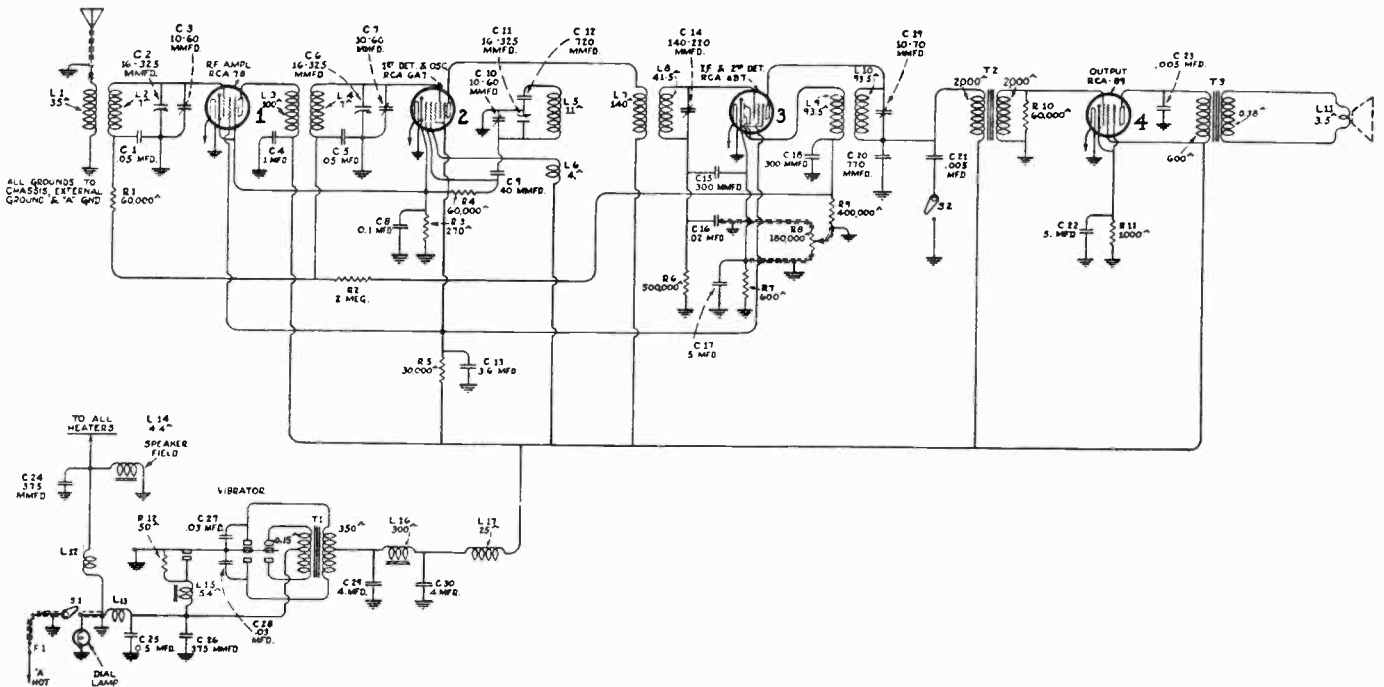 C 3
10-60
MMFD.
C 2
16-325
MMFD
RF AMPL
RCA 78
L 1
35^
L 2
7^
C 1
.05 MFD.
1
ALL GROUNDS TO
CHASSIS, EXTERNAL
GROUND & "A" GND
R 1
60,000^
C 6
16-325
MMFD
C 7
10-60
MMFD.
L 3
100^
L 4
7^
C 4
.1 MFD
C 5
.05 MFD
1ST DET. & OSC
RCA 6A7
2
C 11
16-325
MMFD.
C 12
720
MMFD
C 10
10-60
MMFD
L 5
11^
L 6
4^
C 9
40 MMFD.
R 4
60,000^
C 8
0.1 MFD
R 3
270^
R 2
2 MEG.
R 5
30,000^
C 13
3.6 MFD
L 7
140^
L 8
41.5^
C 14
140-220
MMFD
I.F. & 2ND DET.
RCA 6B7
3
C 15
300 MMFD
C 16
.02 MFD
R 8
180,000
R 9
400,000^
R 6
500,000^
R 7
600^
C 17
5 MFD
L 9
93.5^
L 10
93.5^
C 18
300 MMFD
C 19
10-70
MMFD
C 20
770
MMFD
C 21
.005
MFD
S2
T 2
2000^
2000^
R 10
60,000^
OUTPUT
RCA-89
4
C 23
.005 MFD.
T 3
600^
0.38^
L 11
3.5^
C 22
5. MFD
R 11
1000^
TO ALL
HEATERS
L 14
4.4^
SPEAKER
FIELD
C 24
375
MMFD
L 12
VIBRATOR
R 12
50^
C 27
.03 MFD.
T1
0.15^
350^
L 15
5.4^
C 28
.03
MFD.
L 16
300^
L 17
25^
C 29
4. MFD.
C 30
4 MFD.
S1
L 13
C 25
0.5 MFD.
C 26
375 MMFD
F 1
"A"
HOT
DIAL
LAMP